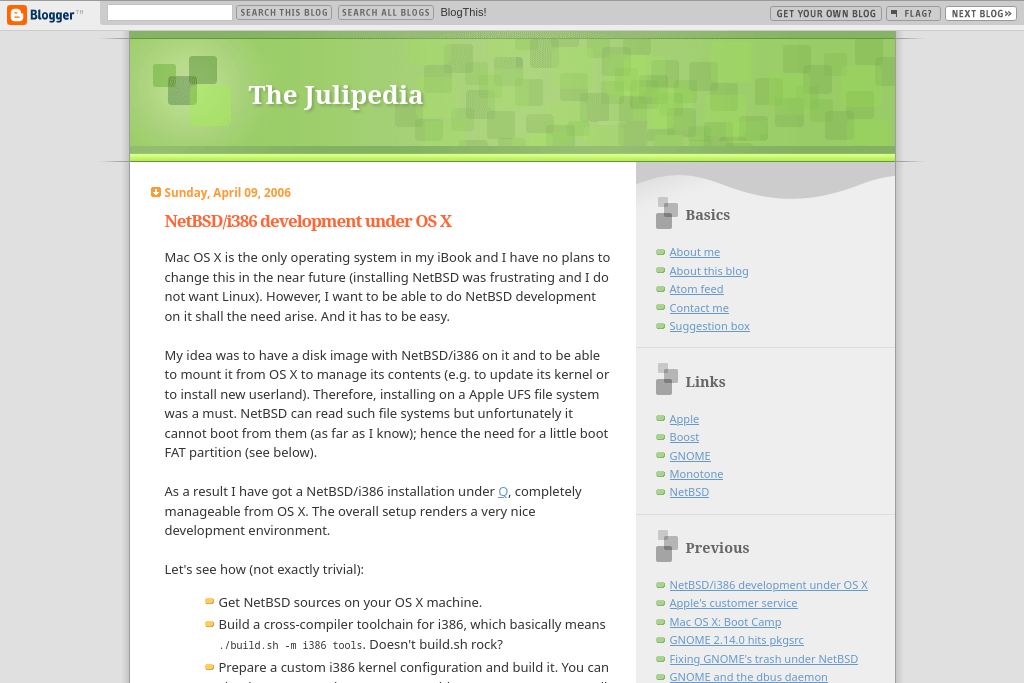 Blogger™
SEARCH THIS BLOG
SEARCH ALL BLOGS
BlogThis!
GET YOUR OWN BLOG
FLAG?
NEXT BLOG»
The Julipedia
Sunday, April 09, 2006
NetBSD/i386 development under OS X
Mac OS X is the only operating system in my iBook and I have no plans to
change this in the near future (installing NetBSD was frustrating and I do
not want Linux). However, I want to be able to do NetBSD development
on it shall the need arise. And it has to be easy.
My idea was to have a disk image with NetBSD/i386 on it and to be able
to mount it from OS X to manage its contents (e.g. to update its kernel or
to install new userland). Therefore, installing on a Apple UFS file system
was a must. NetBSD can read such file systems but unfortunately it
cannot boot from them (as far as I know); hence the need for a little boot
FAT partition (see below).
As a result I have got a NetBSD/i386 installation under Q, completely
manageable from OS X. The overall setup renders a very nice
development environment.
Let's see how (not exactly trivial):
Get NetBSD sources on your OS X machine.
Build a cross-compiler toolchain for i386, which basically means
./build.sh -m i386 tools. Doesn't build.sh rock?
Prepare a custom i386 kernel configuration and build it. You can
Basics
About me
About this blog
Atom feed
Contact me
Suggestion box
Links
Apple
Boost
GNOME
Monotone
NetBSD
Previous
NetBSD/i386 development under OS X
Apple's customer service
Mac OS X: Boot Camp
GNOME 2.14.0 hits pkgsrc
Fixing GNOME's trash under NetBSD
GNOME and the dbus daemon